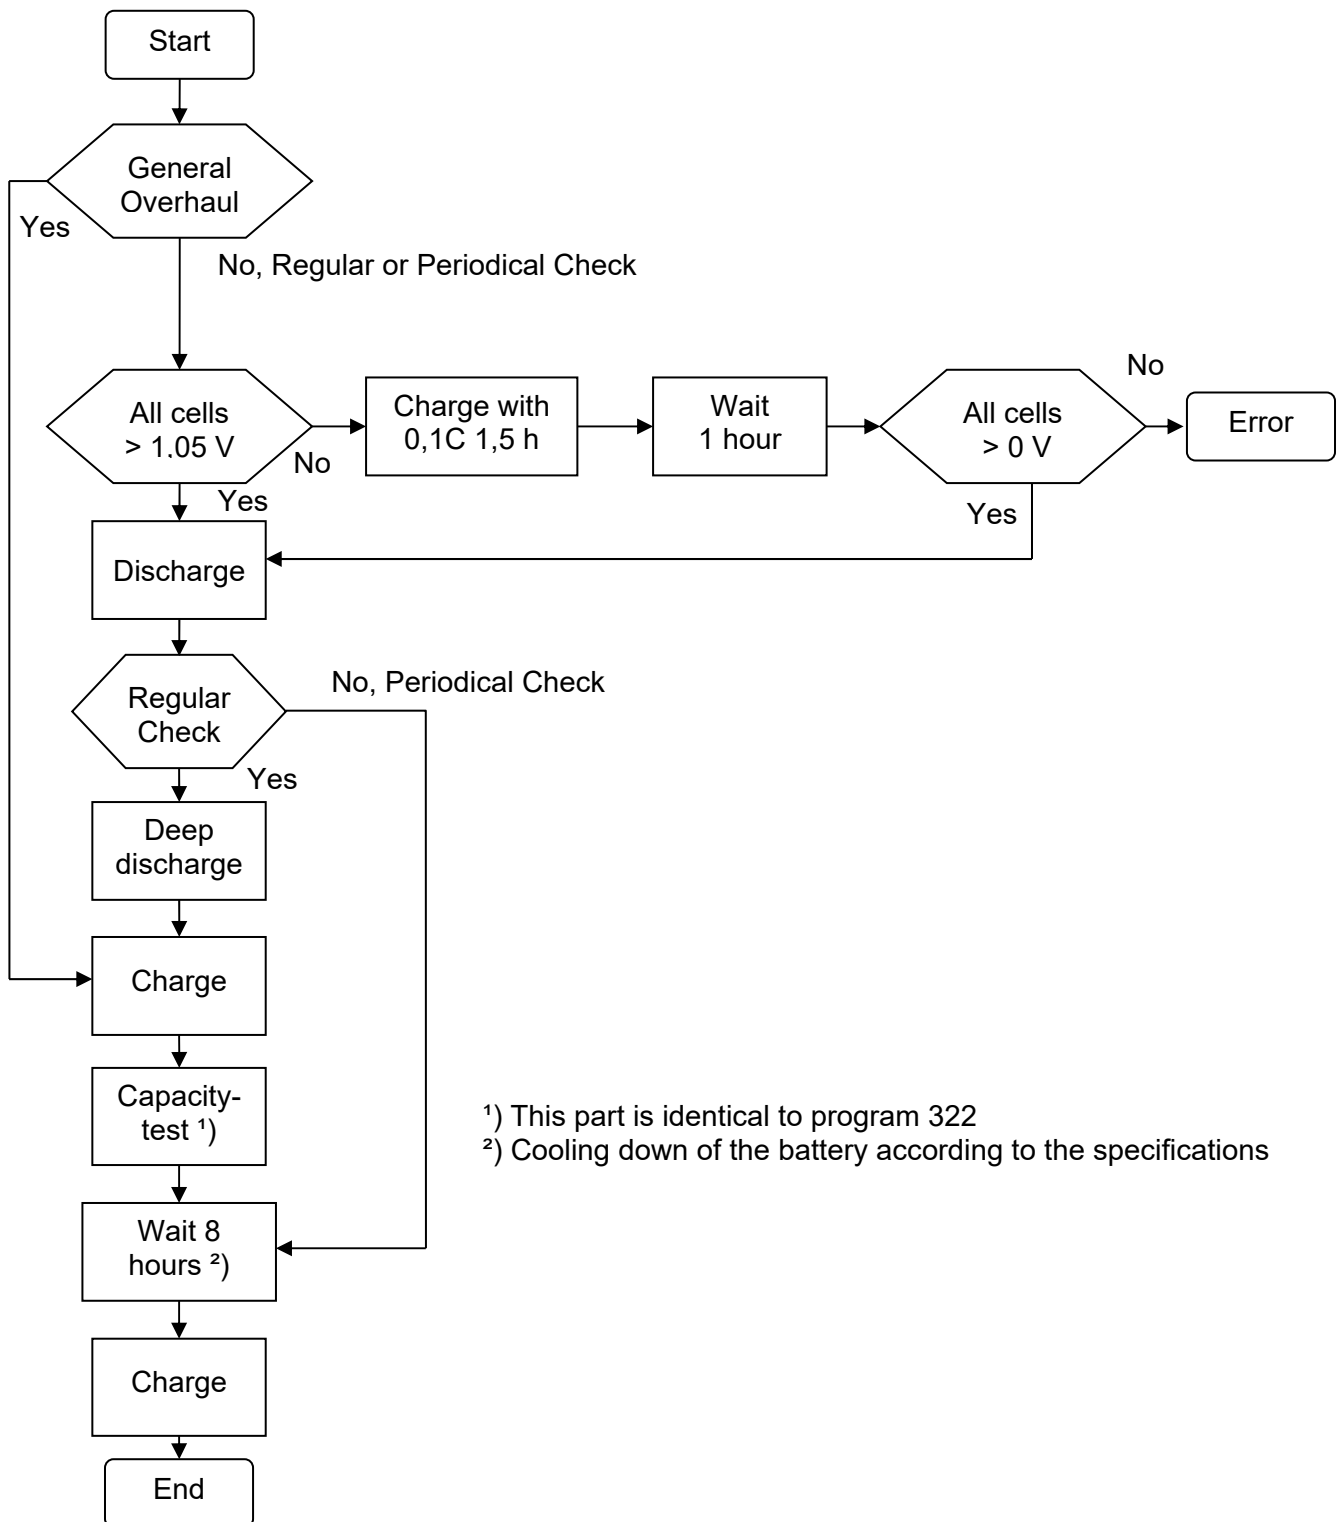 Start
General
Overhaul
Yes
No, Regular or Periodical Check
All cells
> 1,05 V
No
Charge with
0,1C 1,5 h
Wait
1 hour
All cells
> 0 V
No
Error
Yes
Yes
Discharge
Regular
Check
No, Periodical Check
Yes
Deep
discharge
Charge
Capacity-
test ¹)
¹) This part is identical to program 322
²) Cooling down of the battery according to the specifications
Wait 8
hours ²)
Charge
End